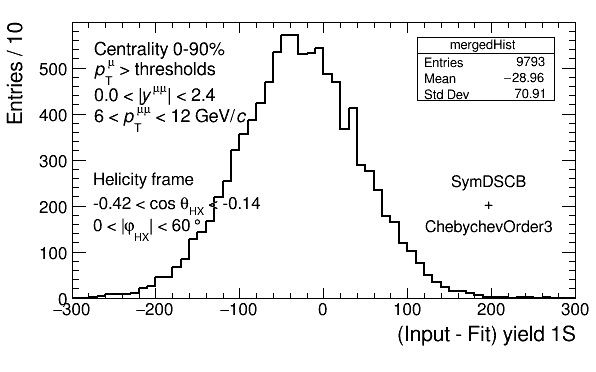 Entries / 10
Centrality 0-90%
p_T^μ > thresholds
0.0 < |y^μμ| < 2.4
6 < p_T^μμ < 12 GeV/c
mergedHist
Entries 9793
Mean −28.96
Std Dev 70.91
Helicity frame
-0.42 < cos θ_HX < -0.14
0 < |φ_HX| < 60 °
SymDSCB
+
ChebychevOrder3
500
400
300
200
100
0
−300 −200 −100 0 100 200 300
(Input - Fit) yield 1S